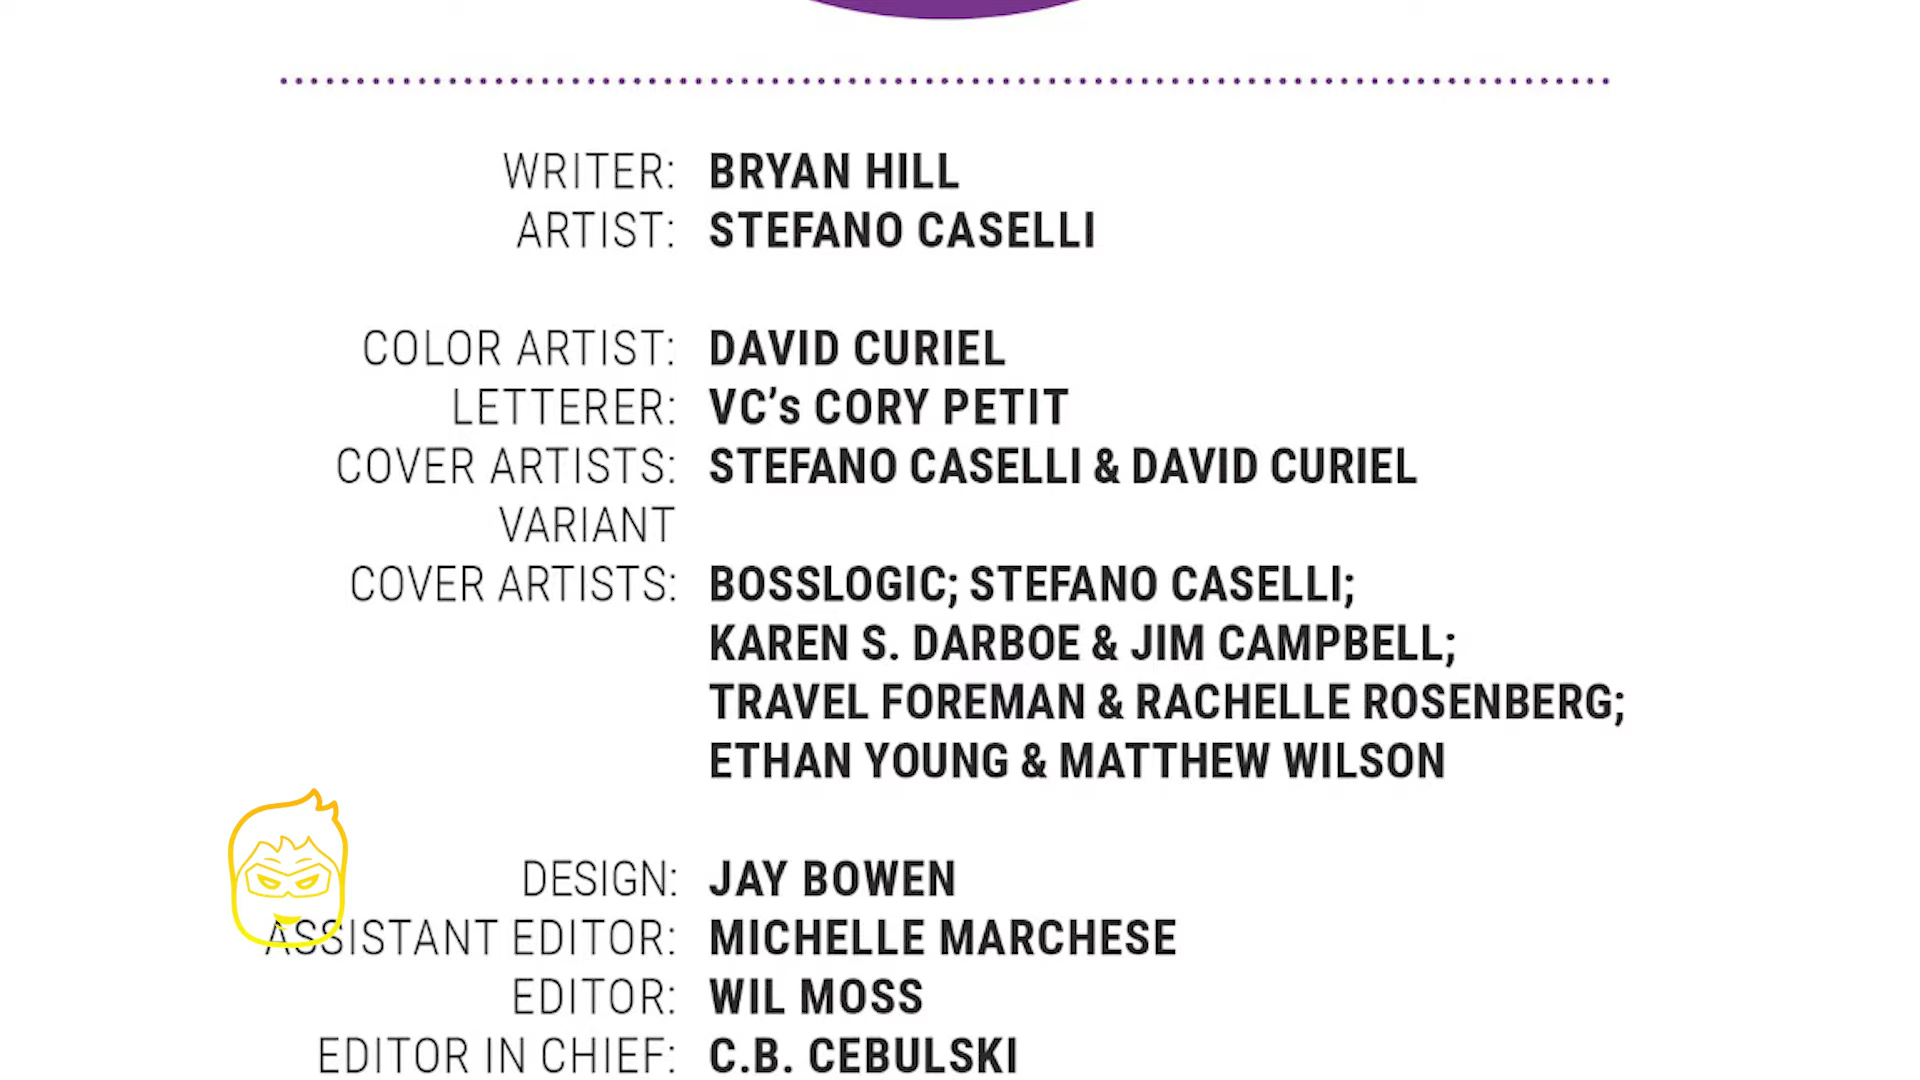 WRITER: BRYAN HILL
ARTIST: STEFANO CASELLI
COLOR ARTIST: DAVID CURIEL
LETTERER: VC’s CORY PETIT
COVER ARTISTS: STEFANO CASELLI & DAVID CURIEL
VARIANT
COVER ARTISTS: BOSSLOGIC; STEFANO CASELLI;
KAREN S. DARBOE & JIM CAMPBELL;
TRAVEL FOREMAN & RACHELLE ROSENBERG;
ETHAN YOUNG & MATTHEW WILSON
DESIGN: JAY BOWEN
ASSISTANT EDITOR: MICHELLE MARCHESE
EDITOR: WIL MOSS
EDITOR IN CHIEF: C.B. CEBULSKI